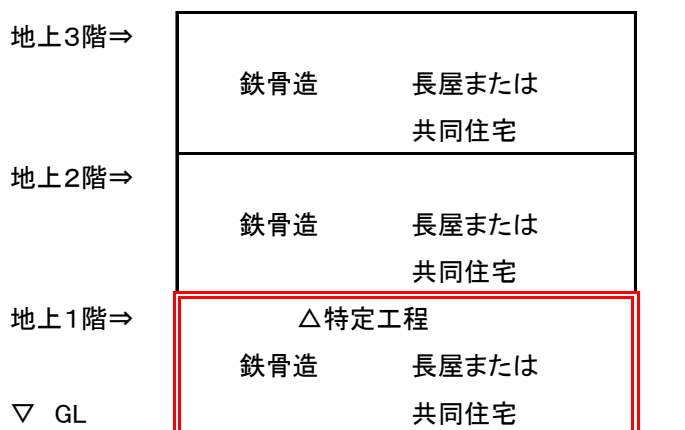 地上3階⇒
鉄骨造 長屋または
共同住宅
地上2階⇒
鉄骨造 長屋または
共同住宅
地上1階⇒ △特定工程
鉄骨造 長屋または
▽ GL 共同住宅